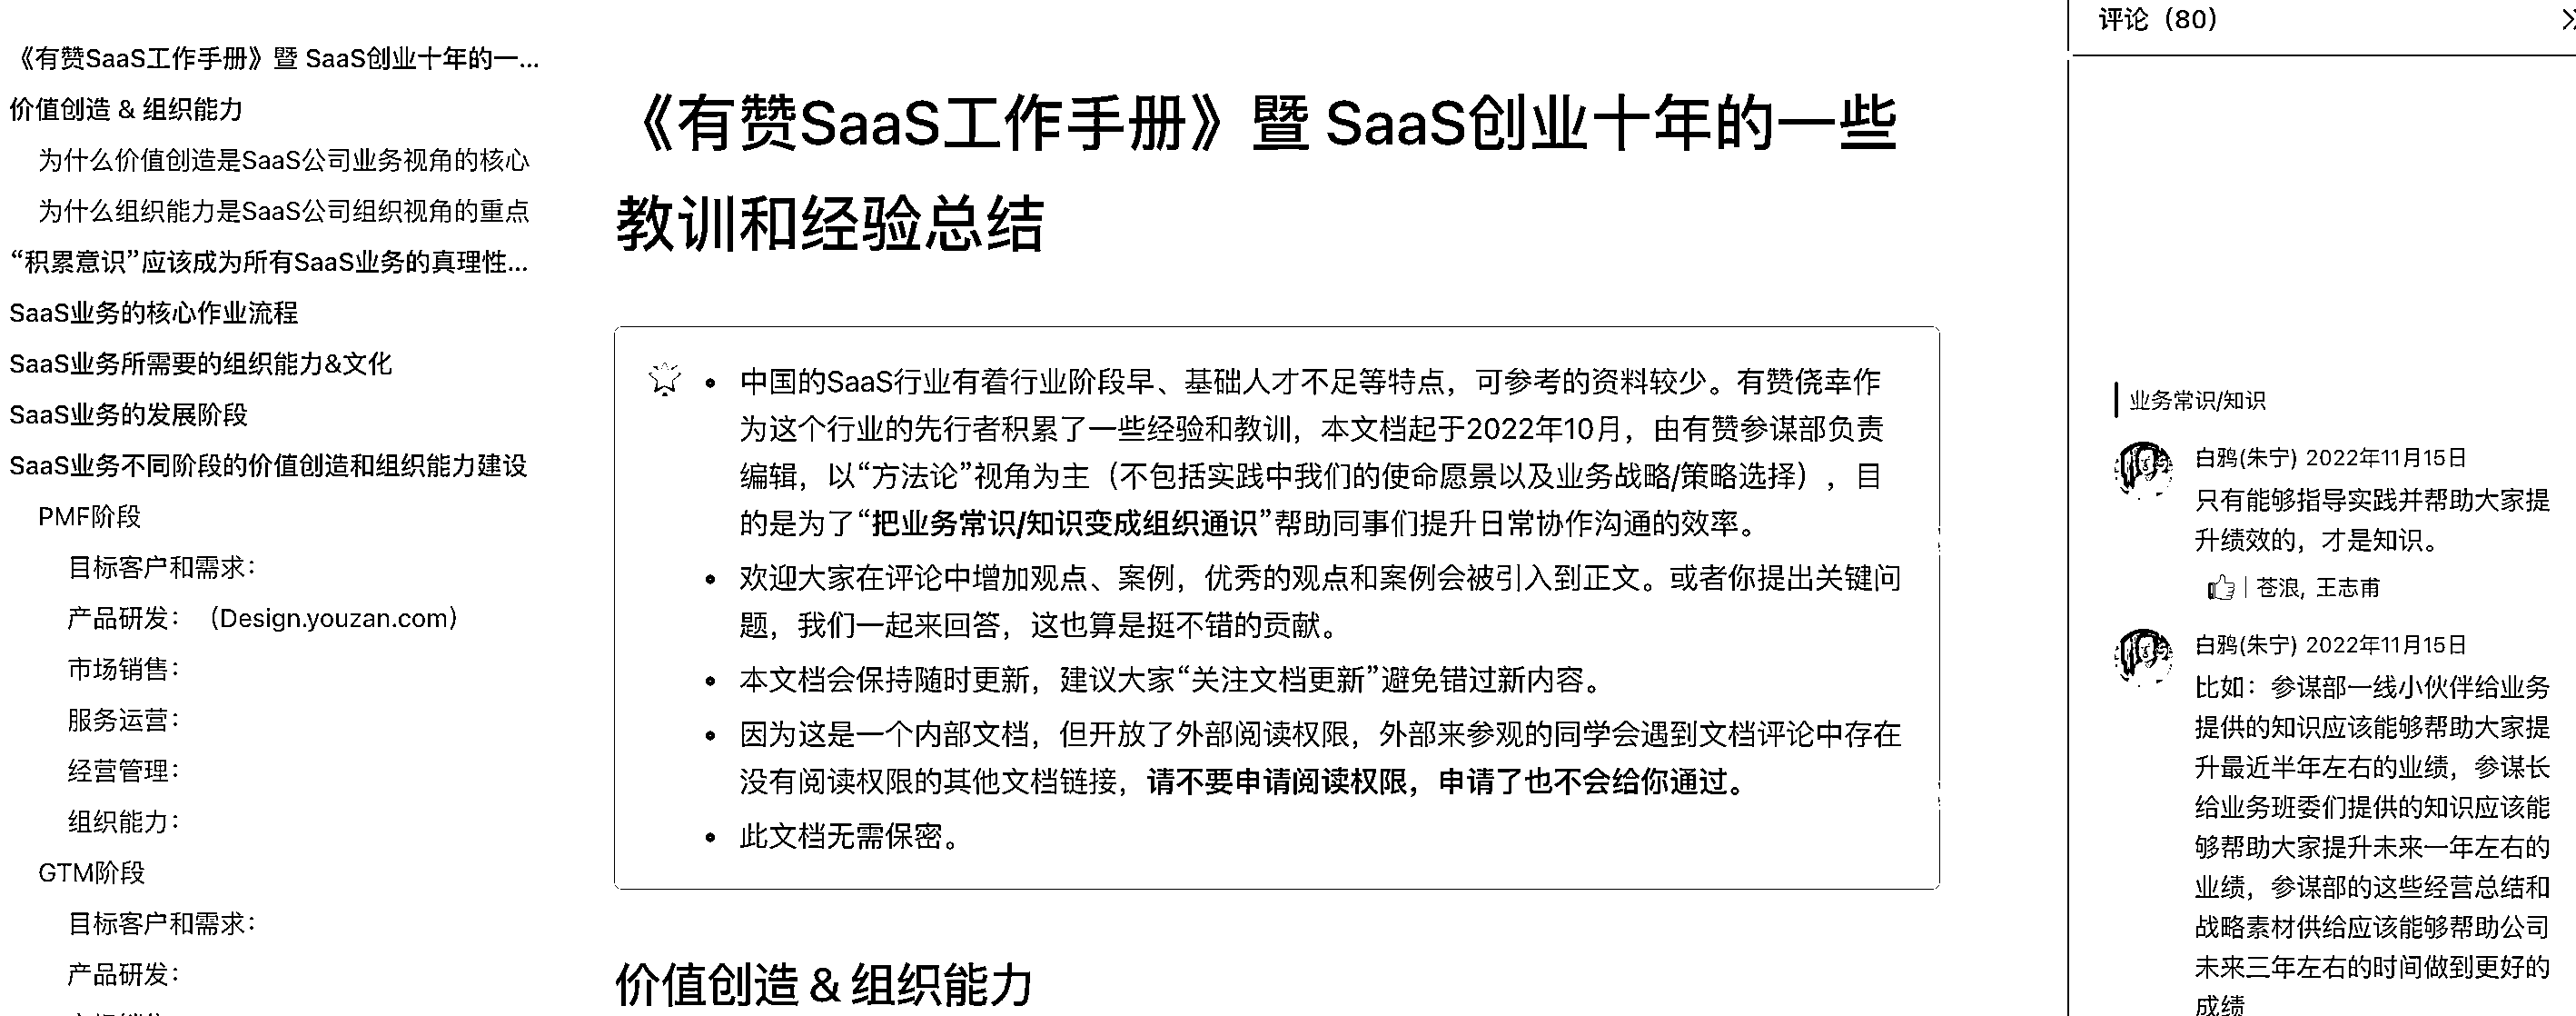 《有赞SaaS工作手册》暨 SaaS创业十年的一...
价值创造 & 组织能力
为什么价值创造是SaaS公司业务视角的核心
为什么组织能力是SaaS公司组织视角的重点
“积累意识”应该成为所有SaaS业务的真理性...
SaaS业务的核心作业流程
SaaS业务所需要的组织能力&文化
SaaS业务的发展阶段
SaaS业务不同阶段的价值创造和组织能力建设
PMF阶段
目标客户和需求：
产品研发：（Design.youzan.com）
市场销售：
服务运营：
经营管理：
组织能力：
GTM阶段
目标客户和需求：
产品研发：
《有赞SaaS工作手册》暨 SaaS创业十年的一些
教训和经验总结
• 中国的SaaS行业有着行业阶段早、基础人才不足等特点，可参考的资料较少。有赞侥幸作
为这个行业的先行者积累了一些经验和教训，本文档起于2022年10月，由有赞参谋部负责
编辑，以“方法论”视角为主（不包括实践中我们的使命愿景以及业务战略/策略选择），目
的是为了“把业务常识/知识变成组织通识”帮助同事们提升日常协作沟通的效率。
• 欢迎大家在评论中增加观点、案例，优秀的观点和案例会被引入到正文。或者你提出关键问
题，我们一起来回答，这也算是挺不错的贡献。
• 本文档会保持随时更新，建议大家“关注文档更新”避免错过新内容。
• 因为这是一个内部文档，但开放了外部阅读权限，外部来参观的同学会遇到文档评论中存在
没有阅读权限的其他文档链接，请不要申请阅读权限，申请了也不会给你通过。
• 此文档无需保密。
价值创造 & 组织能力
评论（80）
业务常识/知识
白鸦(朱宁) 2022年11月15日
只有能够指导实践并帮助大家提
升绩效的，才是知识。
苍浪, 王志甫
白鸦(朱宁) 2022年11月15日
比如：参谋部一线小伙伴给业务
提供的知识应该能够帮助大家提
升最近半年左右的业绩，参谋长
给业务班委们提供的知识应该能
够帮助大家提升未来一年左右的
业绩，参谋部的这些经营总结和
战略素材供给应该能够帮助公司
未来三年左右的时间做到更好的
成绩